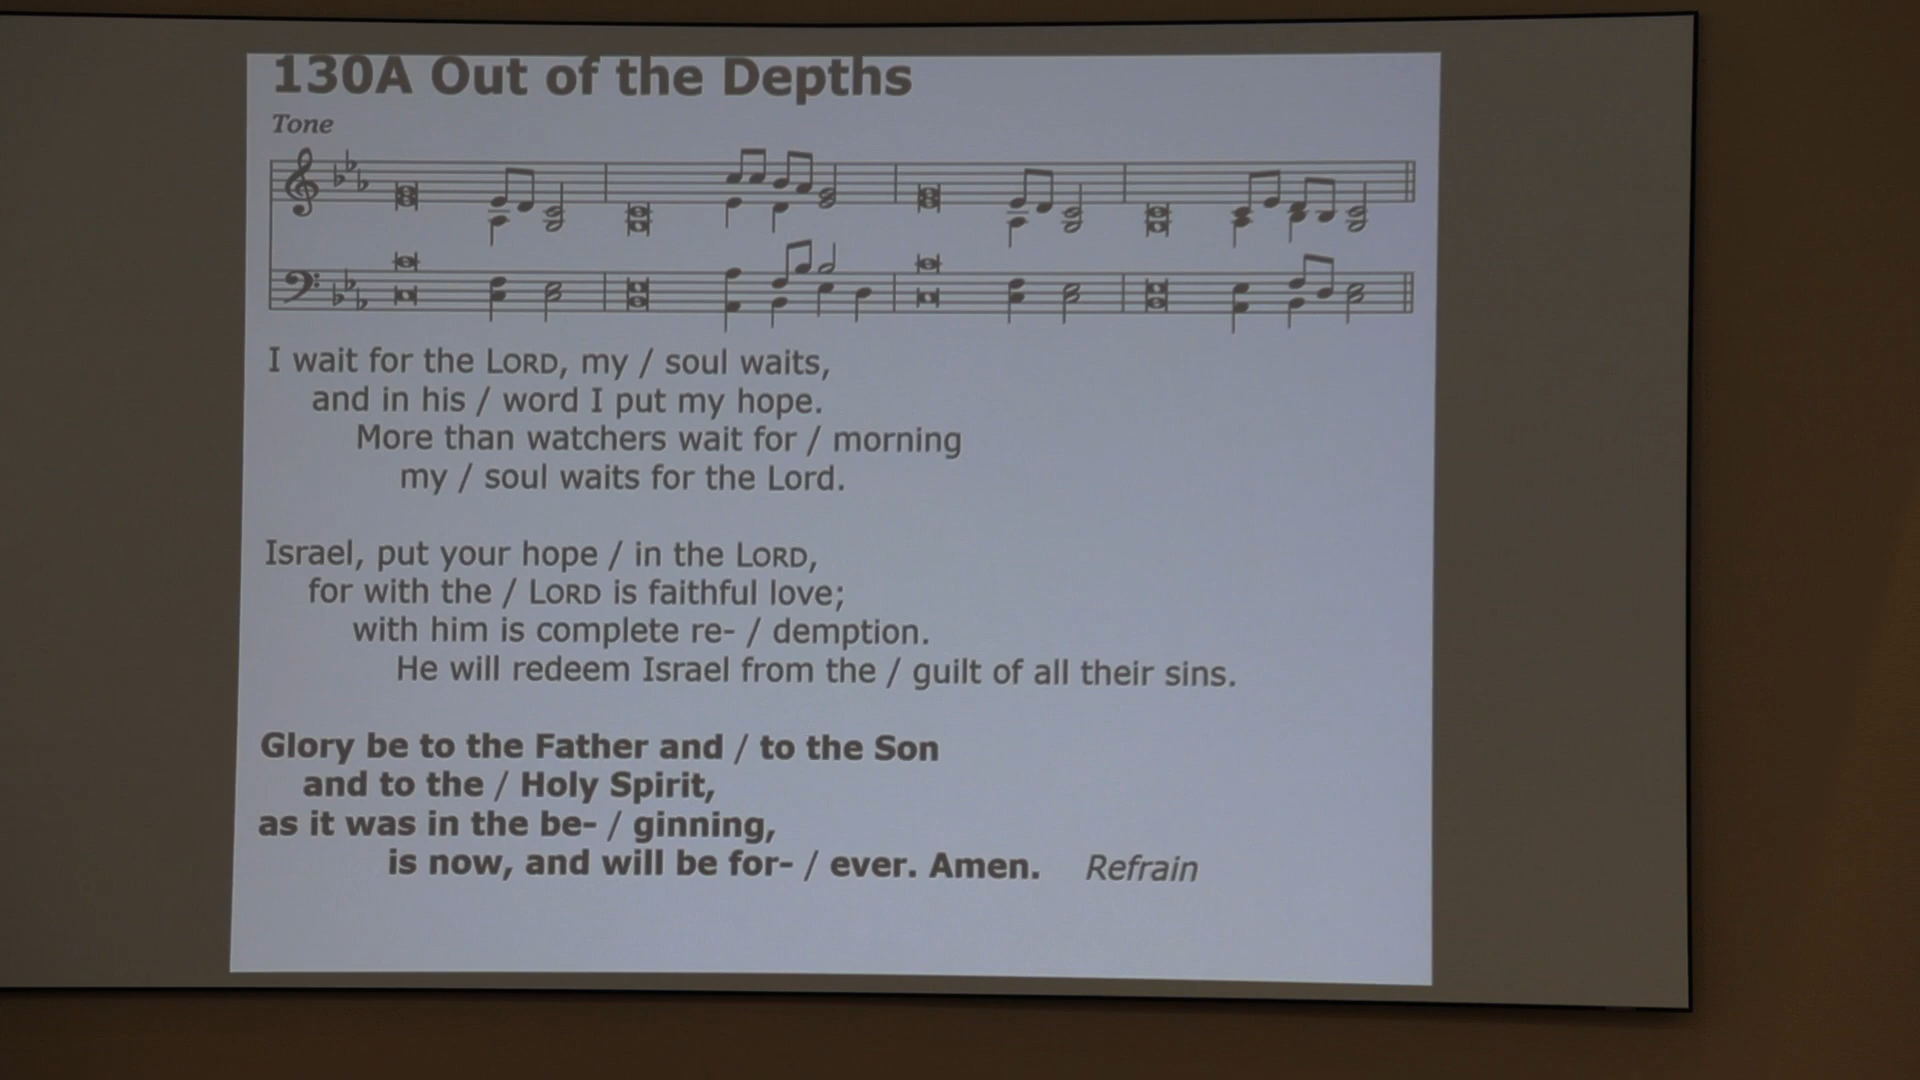 130A Out of the Depths
Tone
I wait for the LORD, my / soul waits,
and in his / word I put my hope.
More than watchers wait for / morning
my / soul waits for the Lord.
Israel, put your hope / in the LORD,
for with the / LORD is faithful love;
with him is complete re- / demption.
He will redeem Israel from the / guilt of all their sins.
Glory be to the Father and / to the Son
and to the / Holy Spirit,
as it was in the be- / ginning,
is now, and will be for- / ever. Amen. Refrain